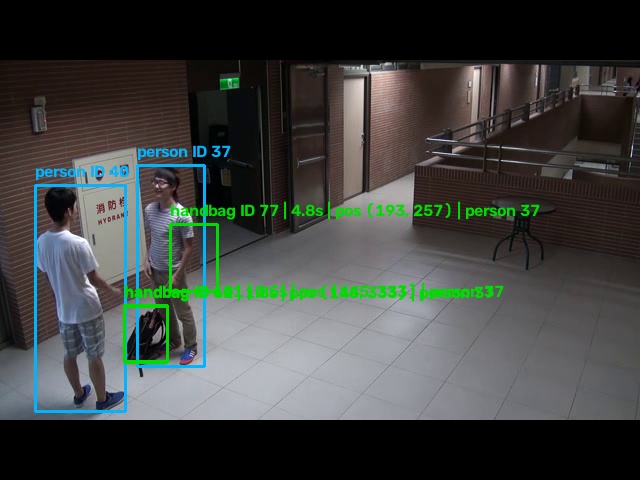 person ID 37
person ID 40
消防栓
HYDRANT
handbag ID 77 | 4.8s | pos (193, 257) | person 37